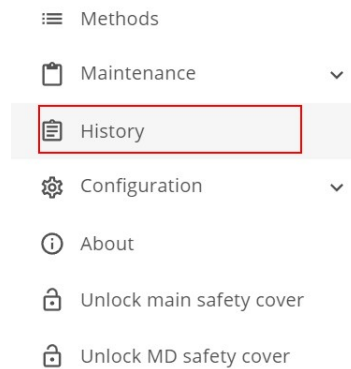 Methods
Maintenance
History
Configuration
About
Unlock main safety cover
Unlock MD safety cover